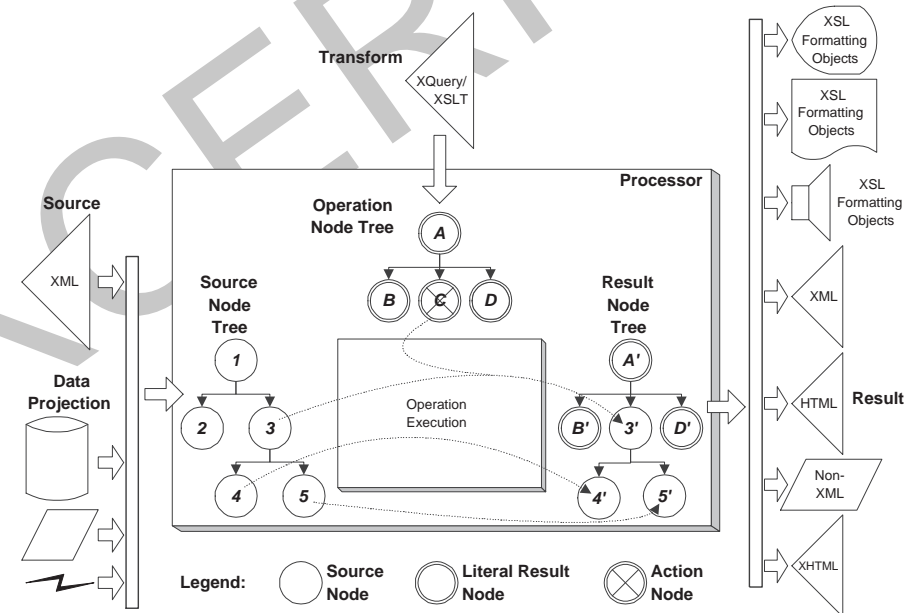 Transform
XQuery/
XSLT
XSL
Formatting
Objects
XSL
Formatting
Objects
XSL
Formatting
Objects
Processor
Source
XML
Operation
Node Tree
A
B
C
D
Source
Node
Tree
1
2
3
4
5
Operation
Execution
Result
Node
Tree
A'
B'
3'
D'
4'
5'
Data
Projection
XML
HTML
Result
Non-
XML
XHTML
Legend:
Source
Node
Literal Result
Node
Action
Node